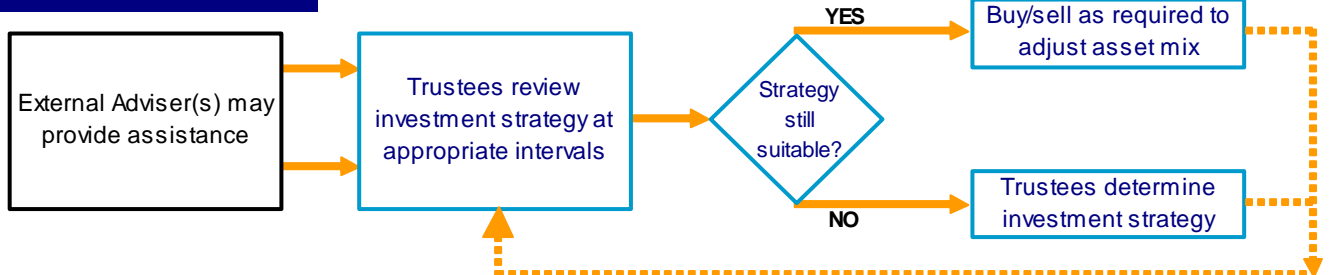 External Adviser(s) may
provide assistance
Trustees review
investment strategy at
appropriate intervals
Strategy
still
suitable?
YES
Buy/sell as required to
adjust asset mix
NO
Trustees determine
investment strategy